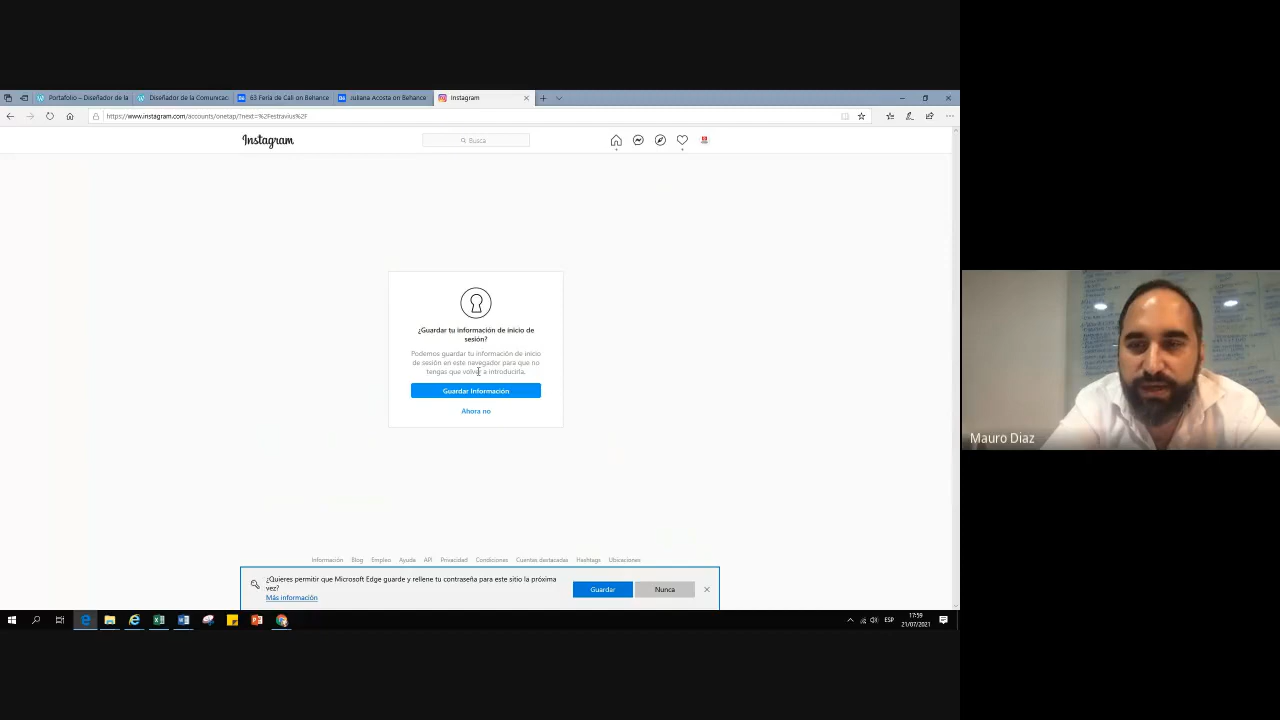 Portafolio – Diseñador de la
Diseñador de la Comunicac
63 Feria de Cali on Behance
Juliana Acoste on Behance
Instagram
https://www.instagram.com/accounts/onetap/?next=%2Festravius%2F
Instagram
Busca
¿Guardar tu información de inicio de
sesión?
Podemos guardar tu información de inicio
de sesión en este navegador para que no
tengas que volver a introducirla.
Guardar información
Ahora no
Mauro Diaz
Información Blog Empleo Ayuda API Privacidad Condiciones Cuentas destacadas Hashtags Ubicaciones
¿Quieres permitir que Microsoft Edge guarde y rellene tu contraseña para este sitio la próxima
vez?
Más información
Guardar
Nunca
ESP
17:59
21/07/2021